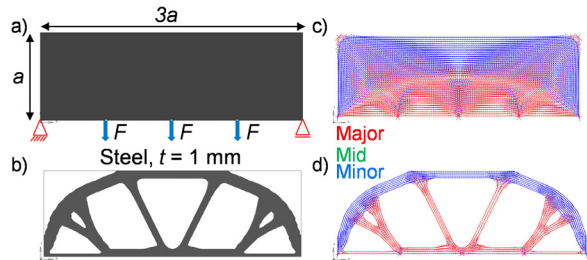 a)
3a
c)
a
F
F
F
Steel, t = 1 mm
Major
Mid
Minor
b)
d)